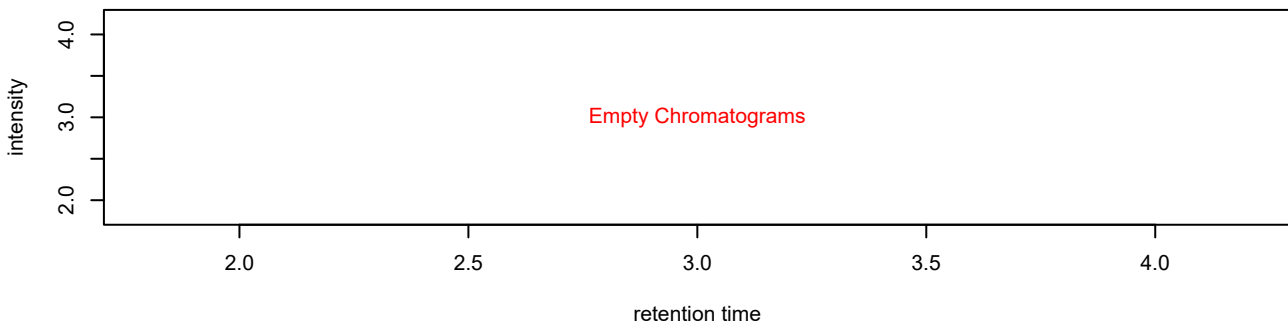 intensity
4.0
3.0
2.0
Empty Chromatograms
2.0 2.5 3.0 3.5 4.0
retention time